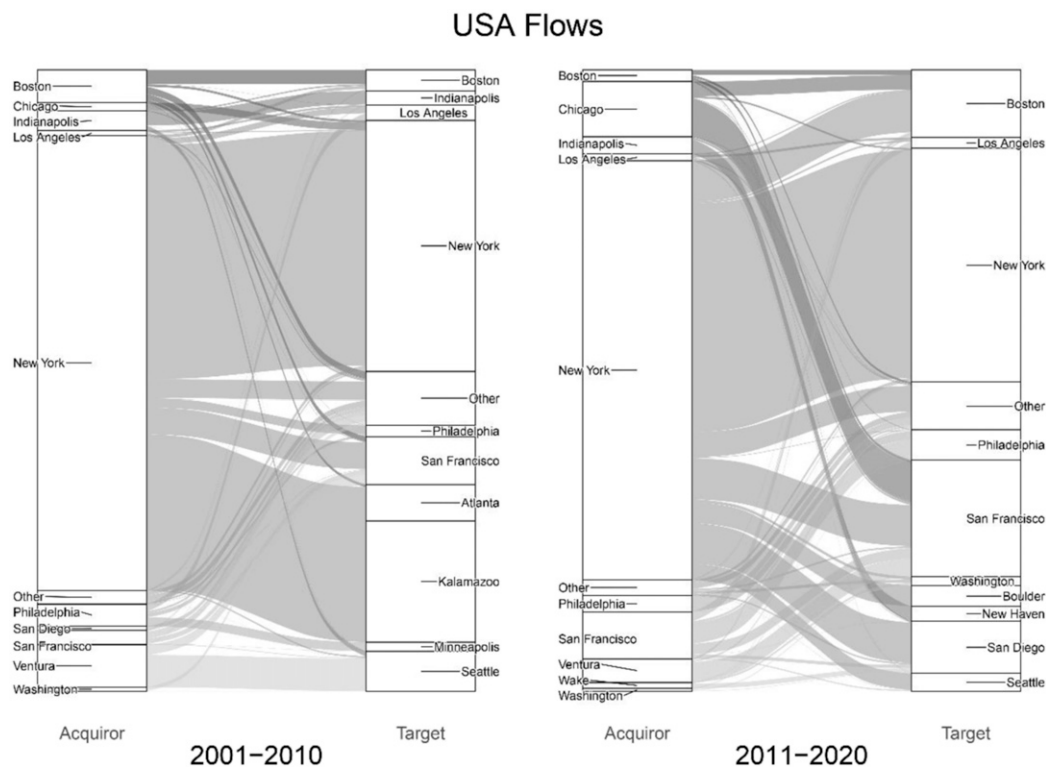 USA Flows
Boston
Chicago
Indianapolis
Los Angeles
New York
Other
Philadelphia
San Diego
San Francisco
Ventura
Washington
Boston
Indianapolis
Los Angeles
New York
Other
Philadelphia
San Francisco
Atlanta
Kalamazoo
Minneapolis
Seattle
Acquiror
Target
2001−2010
Boston
Chicago
Indianapolis
Los Angeles
New York
Other
Philadelphia
San Francisco
Ventura
Wake
Washington
Boston
Los Angeles
New York
Other
Philadelphia
San Francisco
Washington
Boulder
New Haven
San Diego
Seattle
Acquiror
Target
2011−2020